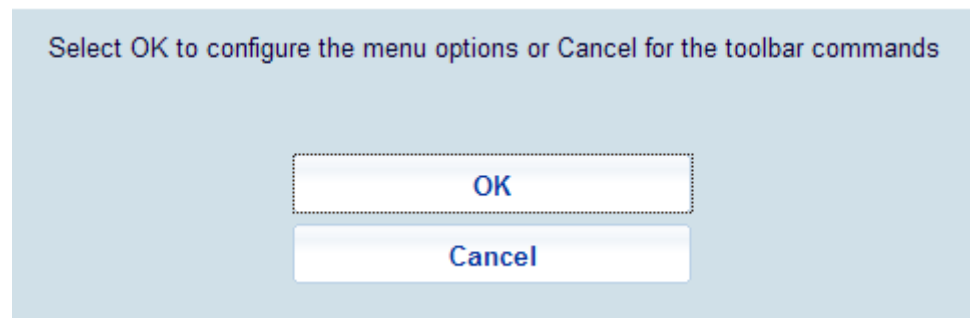 Select OK to configure the menu options or Cancel for the toolbar commands
OK
Cancel